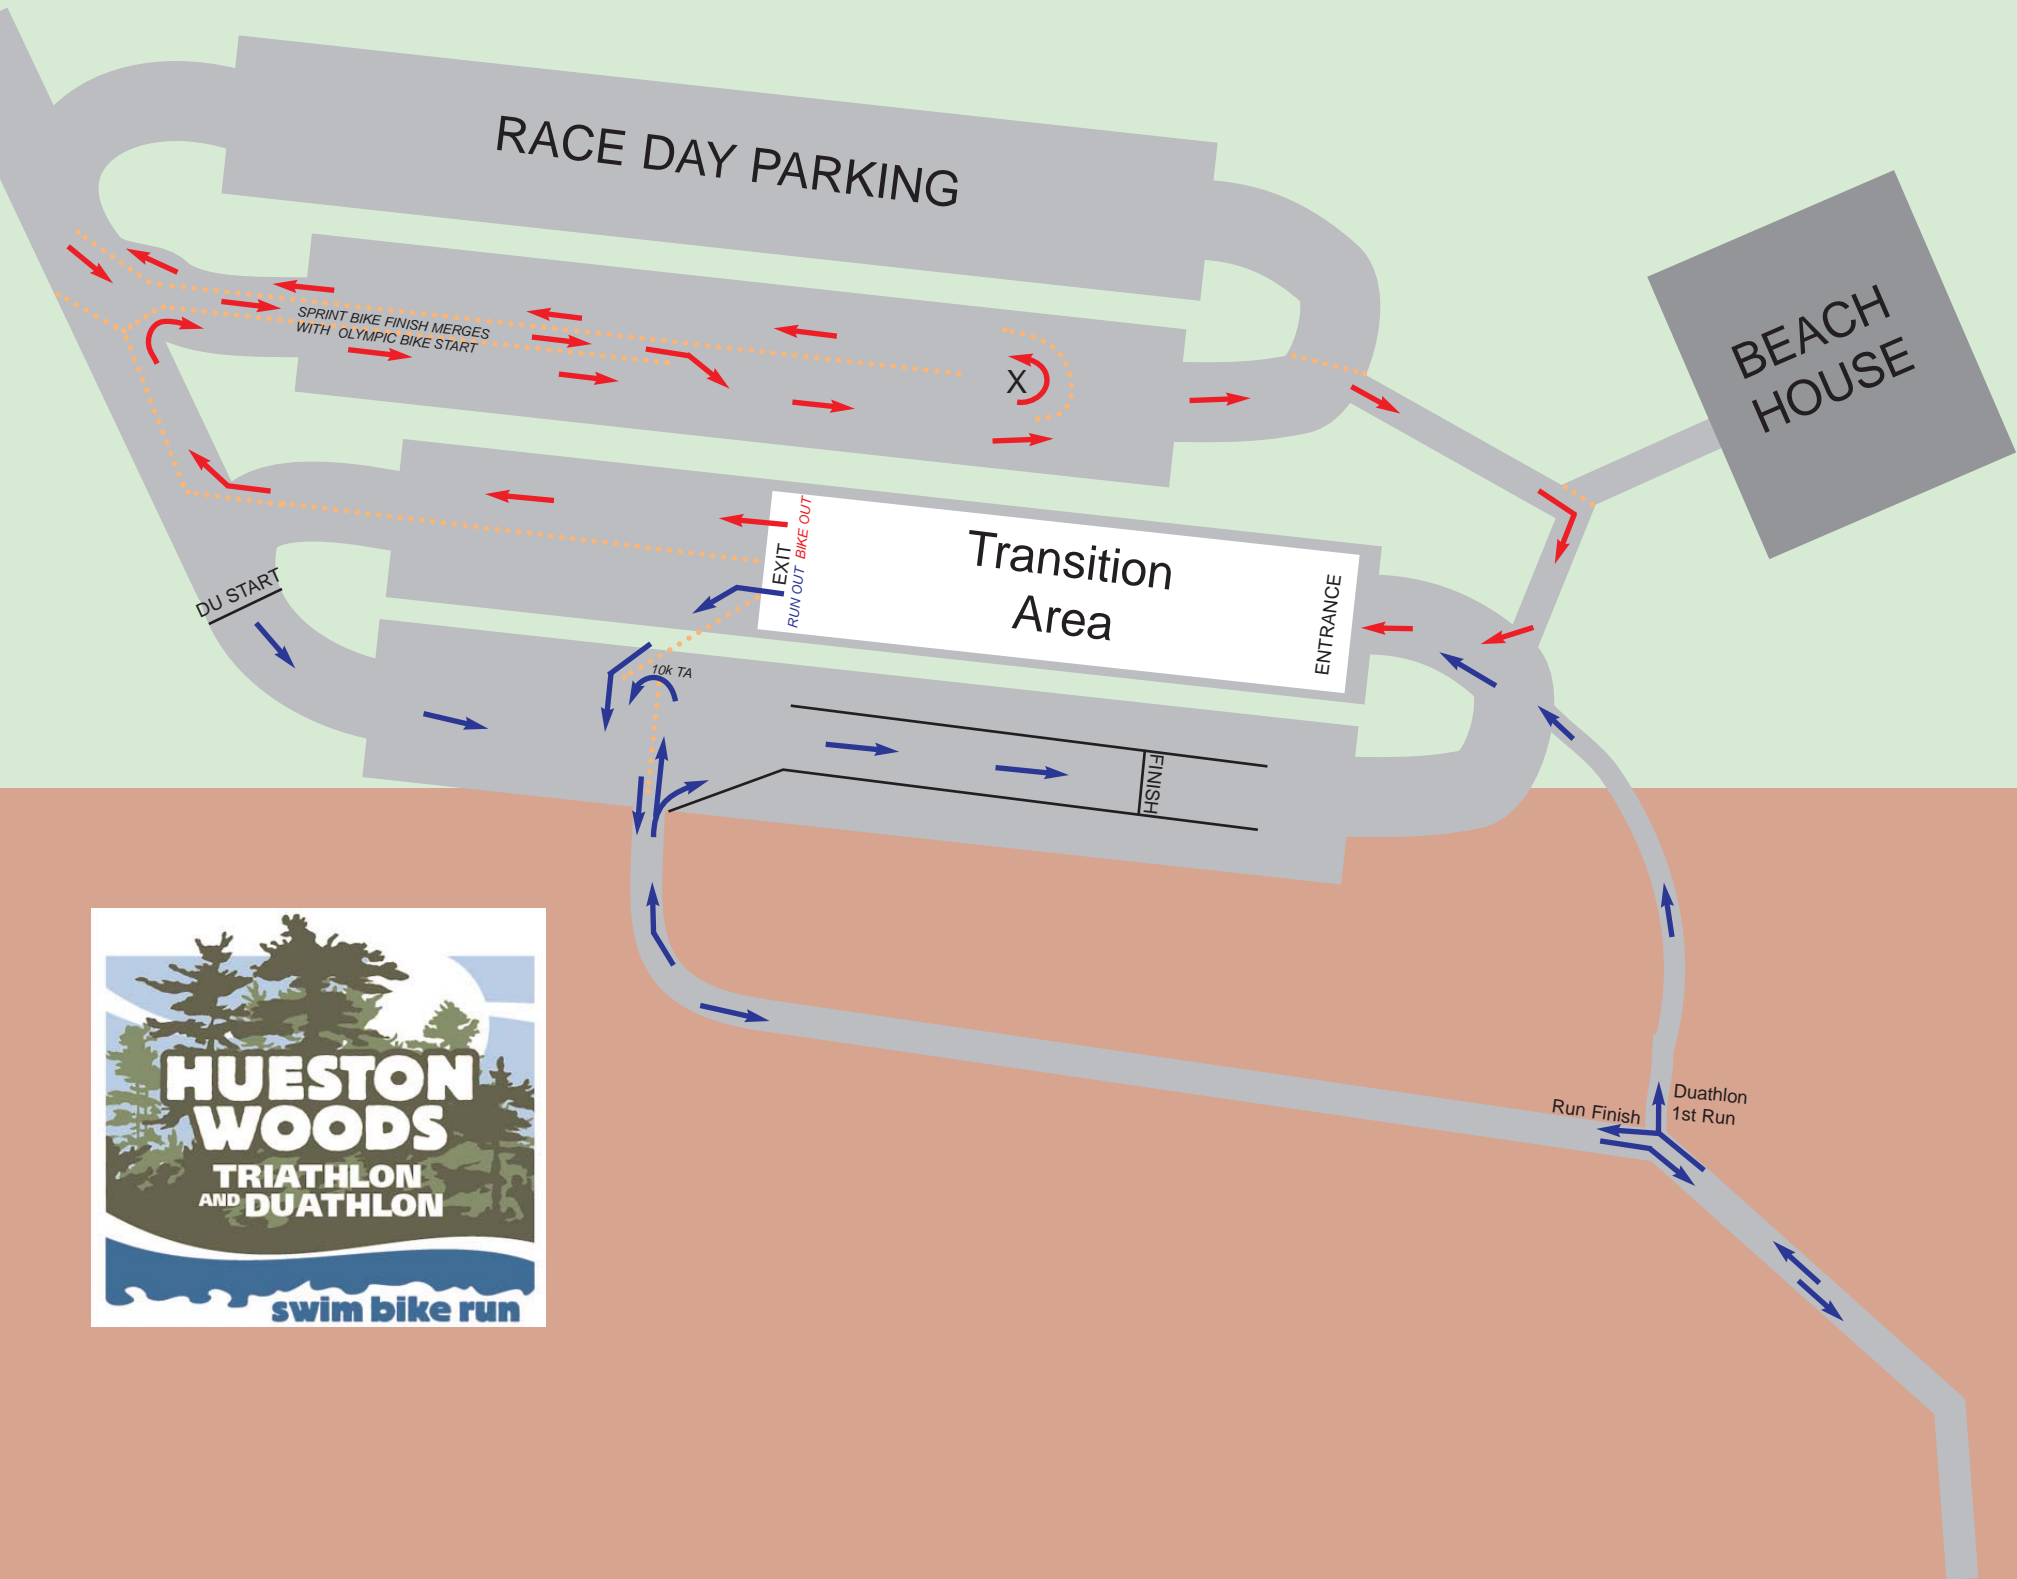 RACE DAY PARKING
BEACH
HOUSE
SPRINT BIKE FINISH MERGES
WITH OLYMPIC BIKE START
X
Transition
Area
EXIT
BIKE OUT
RUN OUT
ENTRANCE
DU START
10k TA
FINISH
Duathlon
1st Run
Run Finish
HUESTON
WOODS
TRIATHLON
AND DUATHLON
swim bike run